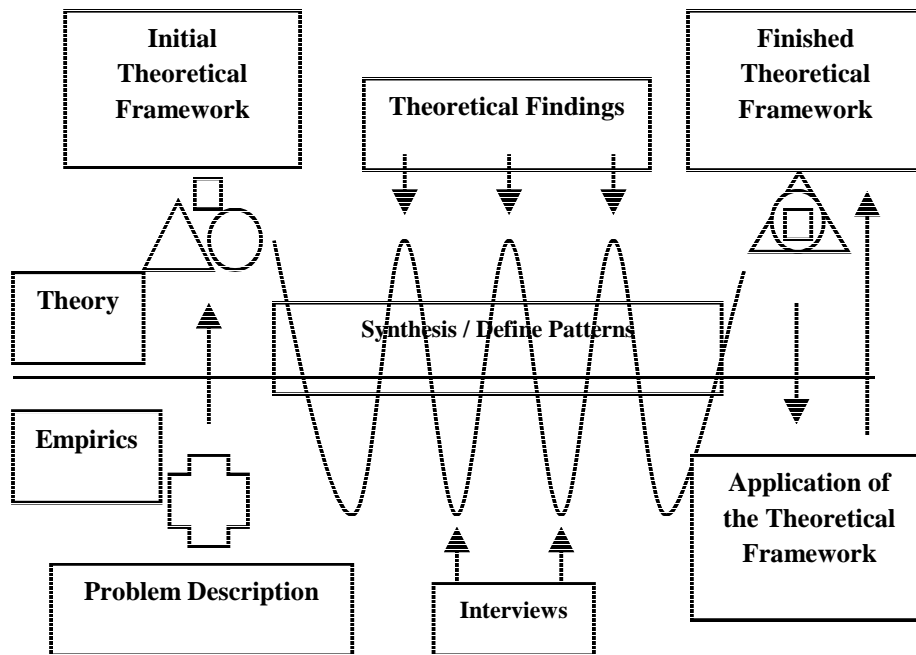 Initial
Theoretical
Framework
Theoretical Findings
Finished
Theoretical
Framework
Theory
Synthesis / Define Patterns
Empirics
Application of
the Theoretical
Framework
Problem Description
Interviews